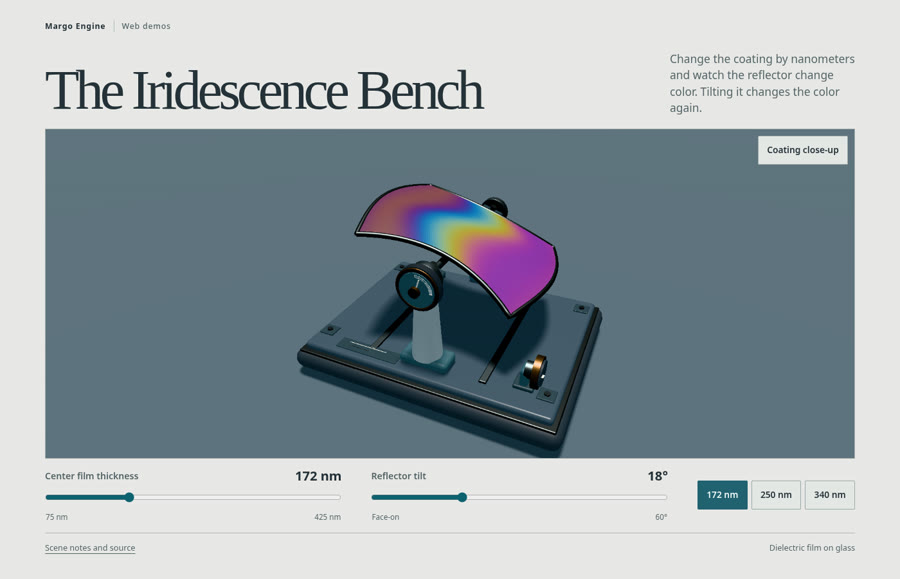 Margo Engine
Web demos
The Iridescence Bench
Change the coating by nanometers
and watch the reflector change
color. Tilting it changes the color
again.
Coating close-up
Center film thickness
172 nm
75 nm
425 nm
Reflector tilt
18°
Face-on
60°
172 nm
250 nm
340 nm
Scene notes and source
Dielectric film on glass